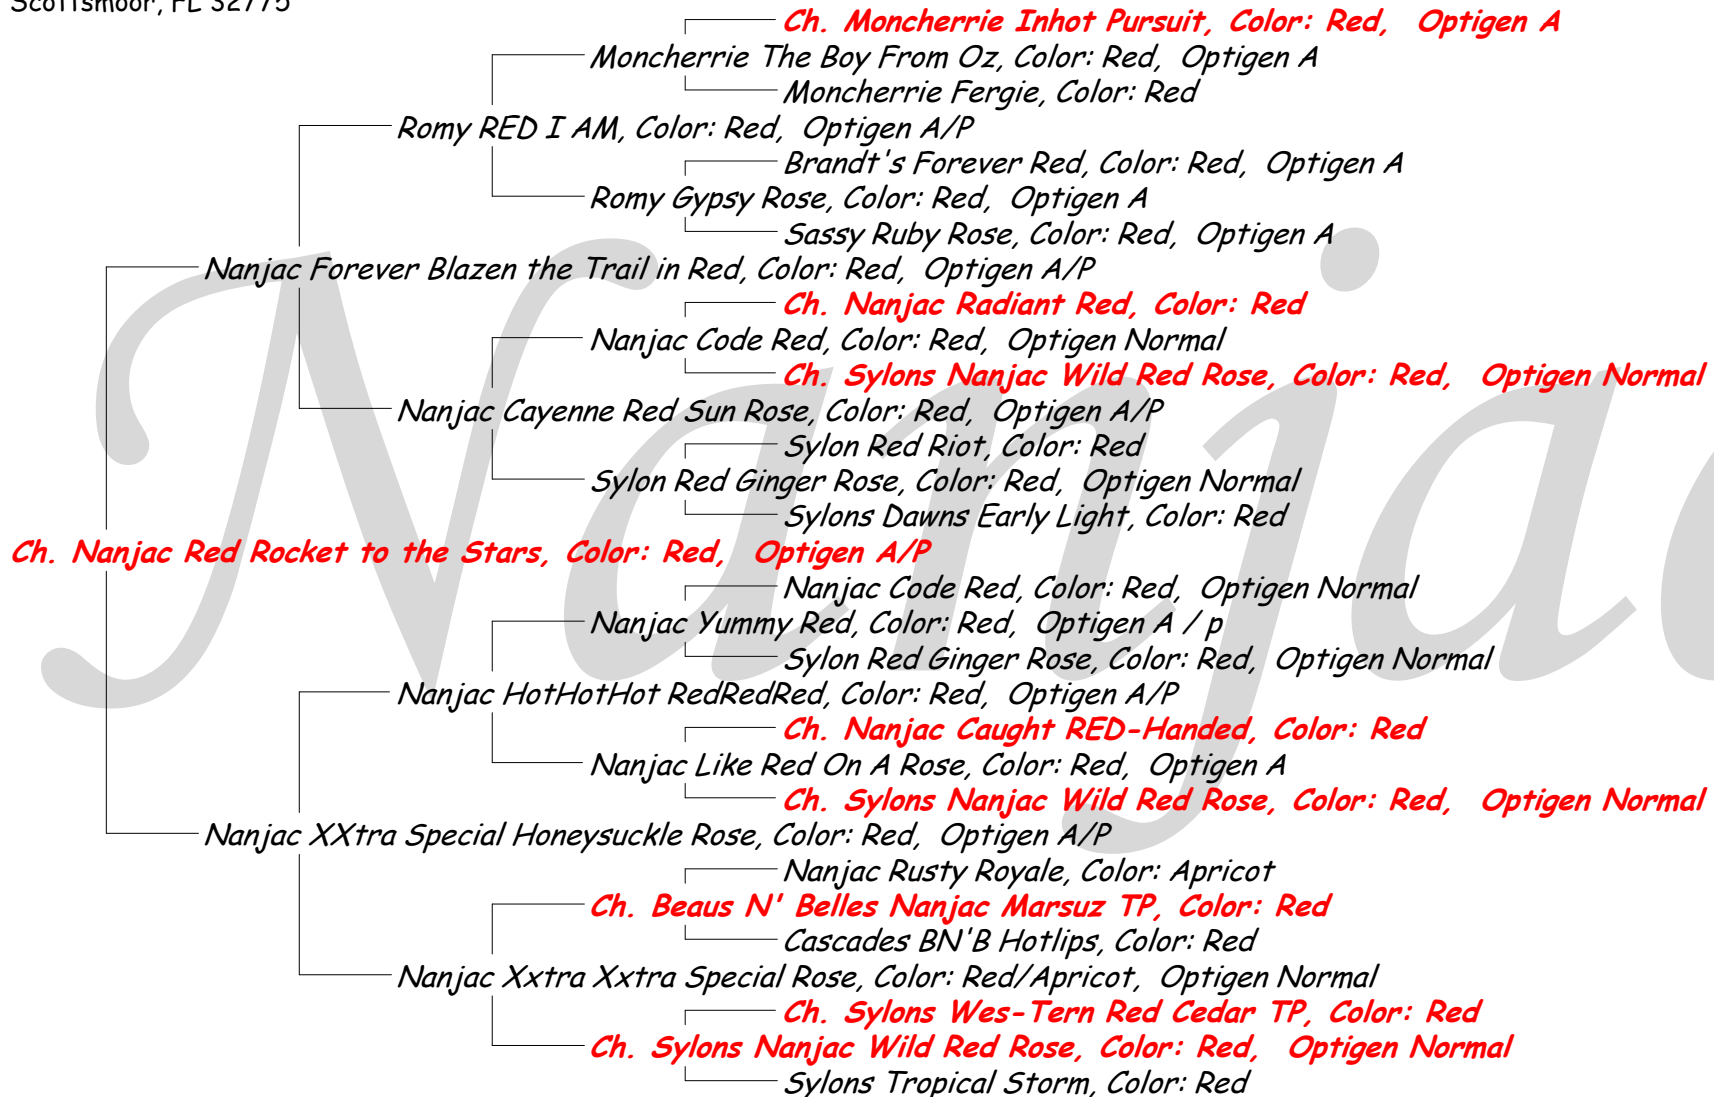 Scottsmoor, FL 32775
Ch. Moncherrie Inhot Pursuit, Color: Red, Optigen A
Moncherrie The Boy From Oz, Color: Red, Optigen A
Moncherrie Fergie, Color: Red
Romy RED I AM, Color: Red, Optigen A/P
Brandt's Forever Red, Color: Red, Optigen A
Romy Gypsy Rose, Color: Red, Optigen A
Sassy Ruby Rose, Color: Red, Optigen A
Nanjac Forever Blazen the Trail in Red, Color: Red, Optigen A/P
Ch. Nanjac Radiant Red, Color: Red
Nanjac Code Red, Color: Red, Optigen Normal
Ch. Sylons Nanjac Wild Red Rose, Color: Red, Optigen Normal
Nanjac Cayenne Red Sun Rose, Color: Red, Optigen A/P
Sylon Red Riot, Color: Red
Sylon Red Ginger Rose, Color: Red, Optigen Normal
Sylons Dawns Early Light, Color: Red
Ch. Nanjac Red Rocket to the Stars, Color: Red, Optigen A/P
Nanjac Code Red, Color: Red, Optigen Normal
Nanjac Yummy Red, Color: Red, Optigen A / p
Sylon Red Ginger Rose, Color: Red, Optigen Normal
Nanjac HotHotHot RedRedRed, Color: Red, Optigen A/P
Ch. Nanjac Caught RED-Handed, Color: Red
Nanjac Like Red On A Rose, Color: Red, Optigen A
Ch. Sylons Nanjac Wild Red Rose, Color: Red, Optigen Normal
Nanjac XXtra Special Honeysuckle Rose, Color: Red, Optigen A/P
Nanjac Rusty Royale, Color: Apricot
Ch. Beaus N' Belles Nanjac Marsuz TP, Color: Red
Cascades BN'B Hotlips, Color: Red
Nanjac Xxtra Xxtra Special Rose, Color: Red/Apricot, Optigen Normal
Ch. Sylons Wes-Tern Red Cedar TP, Color: Red
Ch. Sylons Nanjac Wild Red Rose, Color: Red, Optigen Normal
Sylons Tropical Storm, Color: Red
Nanjac